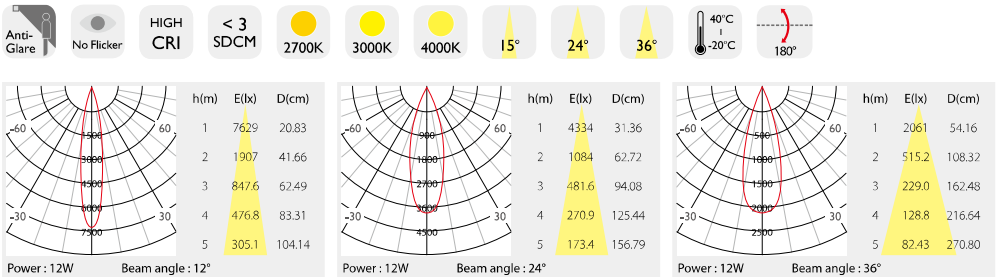 Anti-
Glare
No Flicker
HIGH
CRI
< 3
SDCM
2700K
3000K
4000K
15°
24°
36°
40°C
-20°C
180°
-60
60
-30
30
1500
3000
4500
6000
7500
h(m) E(lx) D(cm)
1 7629 20.83
2 1907 41.66
3 847.6 62.49
4 476.8 83.31
5 305.1 104.14
Power : 12W Beam angle : 12°
-60
60
-30
30
900
1800
2700
3600
4500
h(m) E(lx) D(cm)
1 4334 31.36
2 1084 62.72
3 481.6 94.08
4 270.9 125.44
5 173.4 156.79
Power : 12W Beam angle : 24°
-60
60
-30
30
500
1000
1500
2000
2500
h(m) E(lx) D(cm)
1 2061 54.16
2 515.2 108.32
3 229.0 162.48
4 128.8 216.64
5 82.43 270.80
Power : 12W Beam angle : 36°